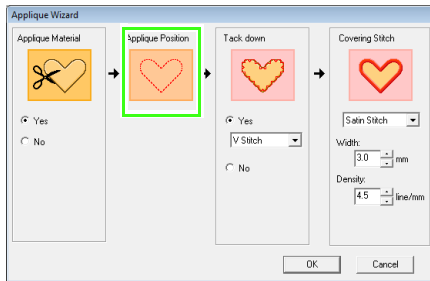 Applique Wizard
Applique Material
Applique Position
Tack down
Covering Stitch
Yes
No
Yes
V Stitch
No
Satin Stitch
Width:
3.0 mm
Density:
4.5 line/mm
OK
Cancel